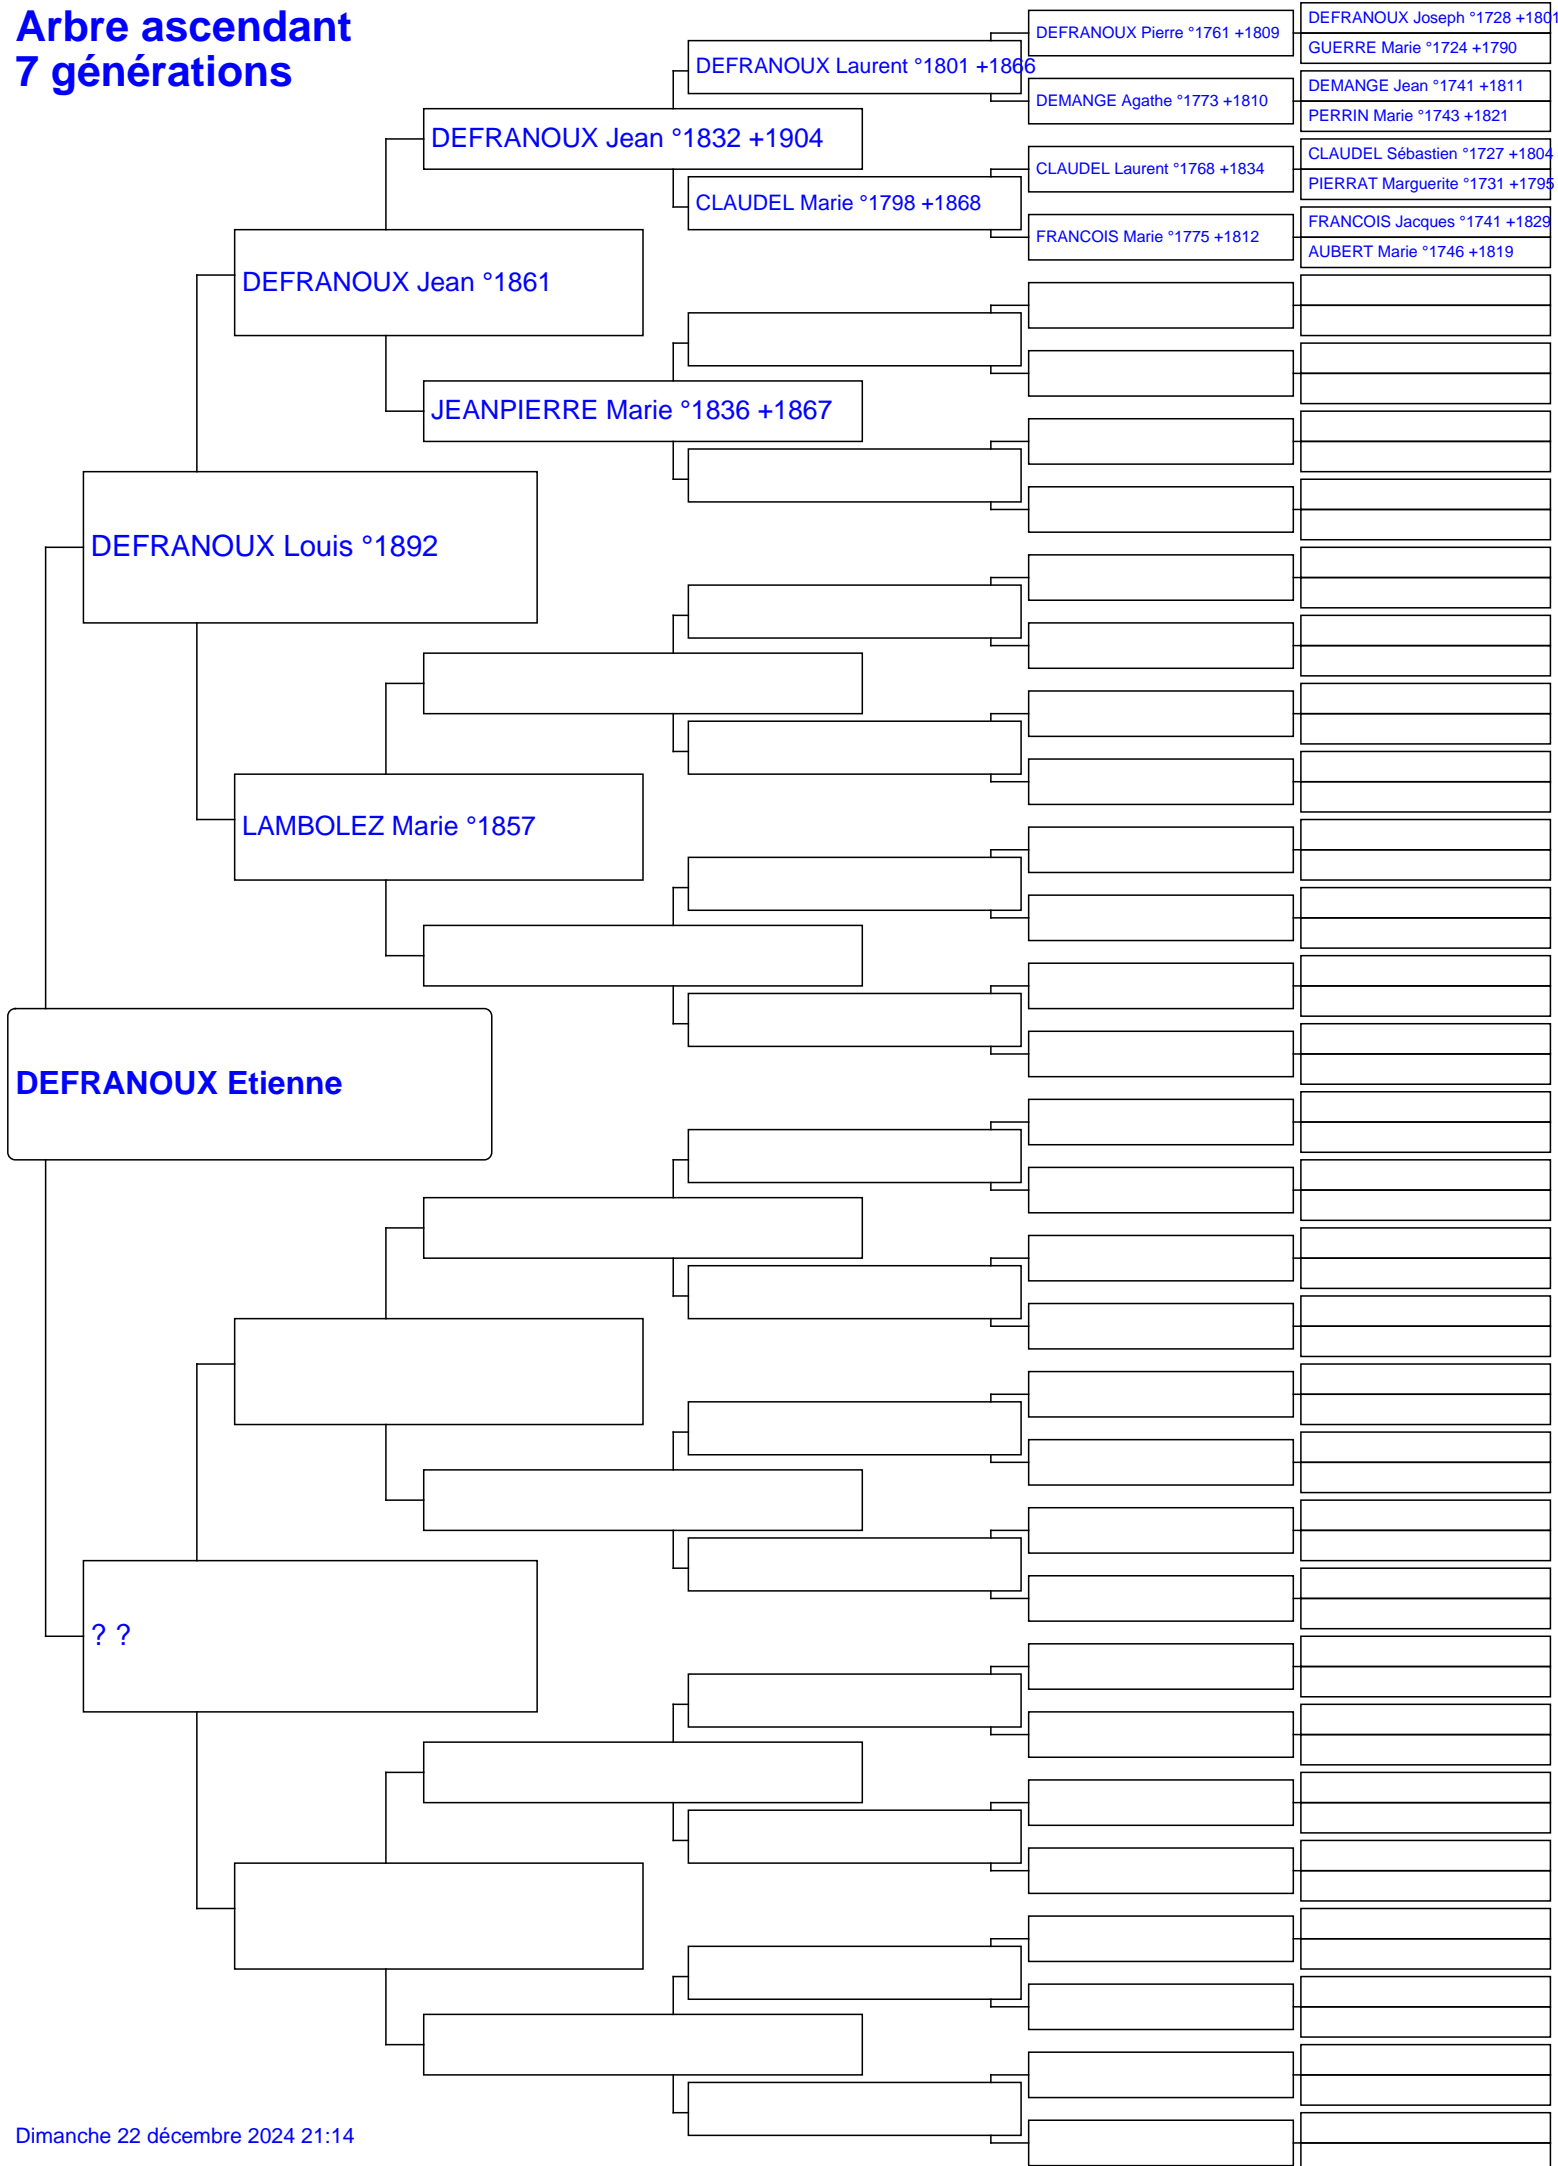 Arbre ascendant
7 générations
DEFRANOUX Joseph °1728 +1801
DEFRANOUX Pierre °1761 +1809
GUERRE Marie °1724 +1790
DEFRANOUX Laurent °1801 +1866
DEMANGE Jean °1741 +1811
DEMANGE Agathe °1773 +1810
PERRIN Marie °1743 +1821
DEFRANOUX Jean °1832 +1904
CLAUDEL Sébastien °1727 +1804
CLAUDEL Laurent °1768 +1834
PIERRAT Marguerite °1731 +1795
CLAUDEL Marie °1798 +1868
FRANCOIS Jacques °1741 +1829
FRANCOIS Marie °1775 +1812
AUBERT Marie °1746 +1819
DEFRANOUX Jean °1861
JEANPIERRE Marie °1836 +1867
DEFRANOUX Louis °1892
LAMBOLEZ Marie °1857
DEFRANOUX Etienne
? ?
Dimanche 22 décembre 2024 21:14